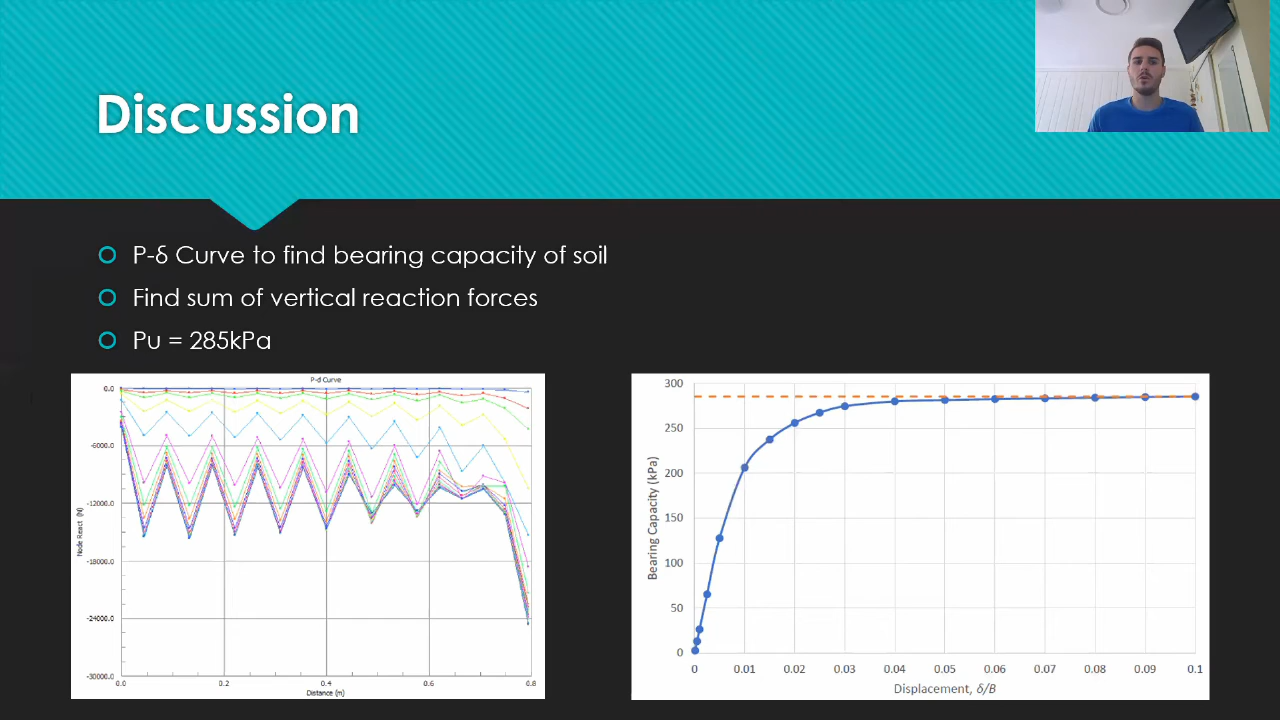 Discussion
P-δ Curve to find bearing capacity of soil
Find sum of vertical reaction forces
Pu = 285kPa
P-d Curve
0.0
-6000.0
-12000.0
-18000.0
-24000.0
-30000.0
Node React (N)
0.0 0.2 0.4 0.6 0.8
Distance (m)
300
250
200
150
100
50
0
Bearing Capacity (kPa)
0 0.01 0.02 0.03 0.04 0.05 0.06 0.07 0.08 0.09 0.1
Displacement, δ/B